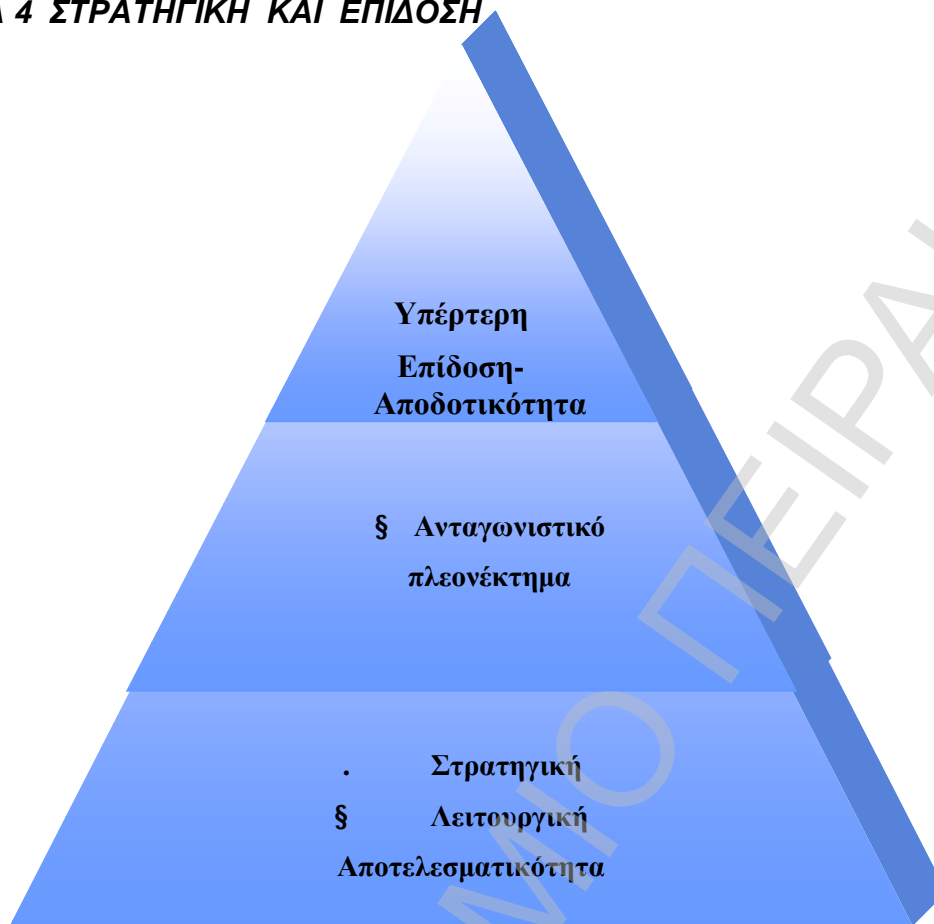 4 ΣΤΡΑΤΗΓΙΚΗ ΚΑΙ ΕΠΙΔΟΣΗ
Υπέρτερη
Επίδοση-
Αποδοτικότητα
§ Ανταγωνιστικό
πλεονέκτημα
. Στρατηγική
§ Λειτουργική
Αποτελεσματικότητα